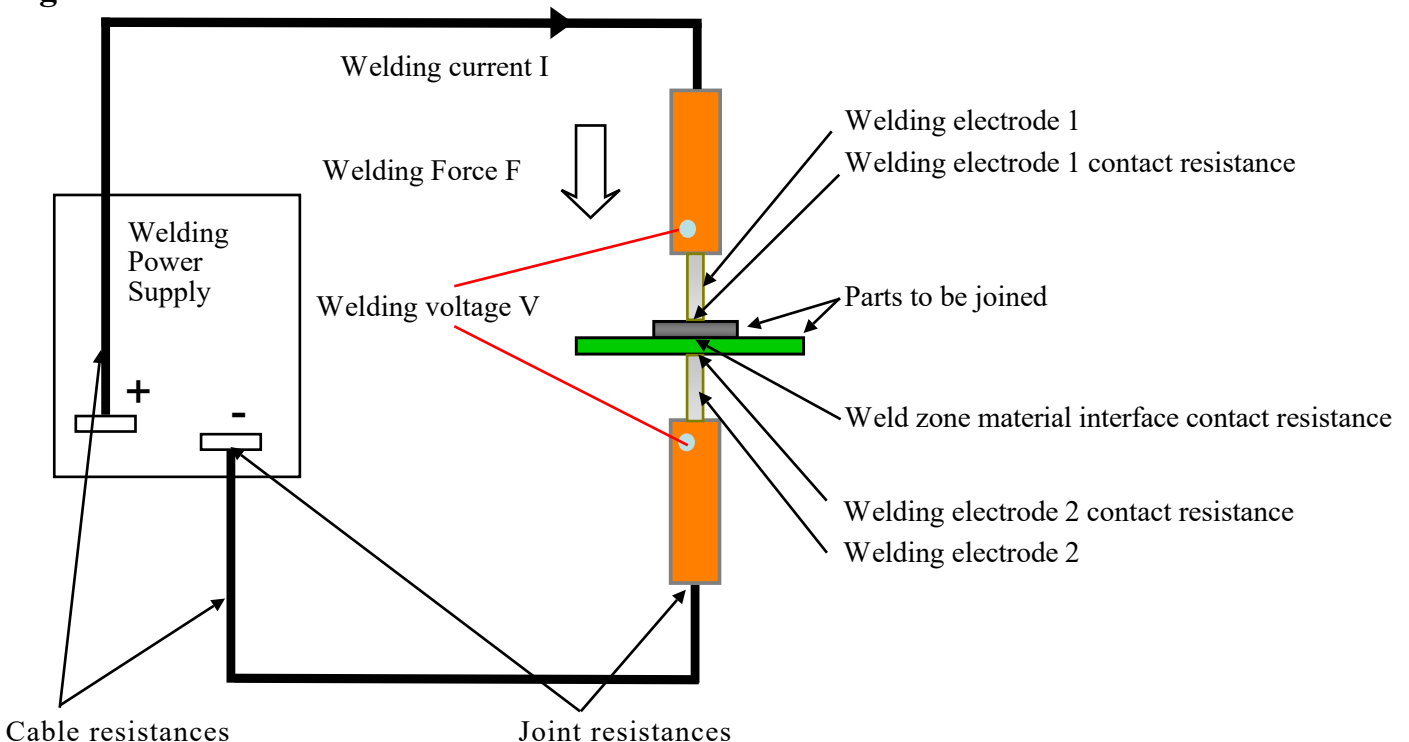 g
Welding current I
Welding electrode 1
Welding electrode 1 contact resistance
Welding Force F
Welding
Power
Supply
Welding voltage V
Parts to be joined
+
-
Weld zone material interface contact resistance
Welding electrode 2 contact resistance
Welding electrode 2
Cable resistances
Joint resistances